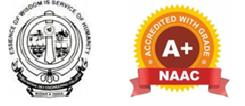 ESSENCE OF WISDOM IS SERVICE OF HUMANITY
ACCREDITED WITH GRADE
A+
NAAC